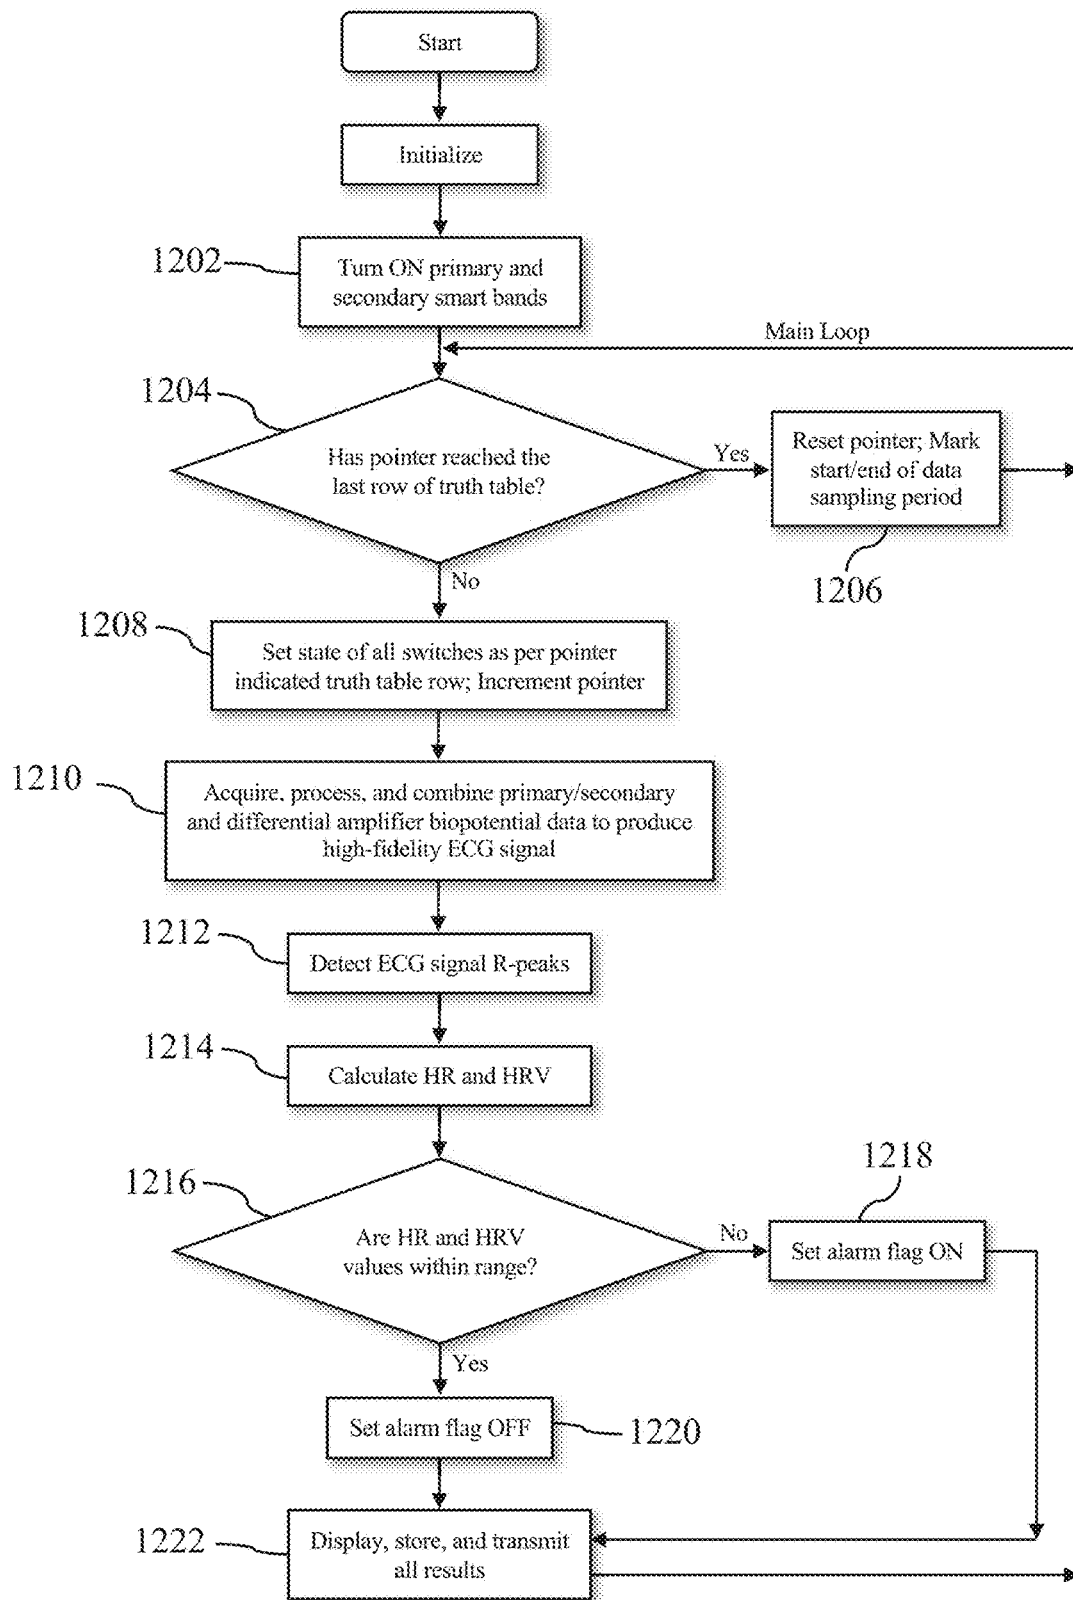 Start
Initialize
1202
Turn ON primary and
secondary smart bands
Main Loop
1204
Has pointer reached the
last row of truth table?
Yes
Reset pointer; Mark
start/end of data
sampling period
1206
No
1208
Set state of all switches as per pointer
indicated truth table row; Increment pointer
1210
Acquire, process, and combine primary/secondary
and differential amplifier biopotential data to produce
high-fidelity ECG signal
1212
Detect ECG signal R-peaks
1214
Calculate HR and HRV
1216
Are HR and HRV
values within range?
No
1218
Set alarm flag ON
Yes
Set alarm flag OFF
1220
1222
Display, store, and transmit
all results